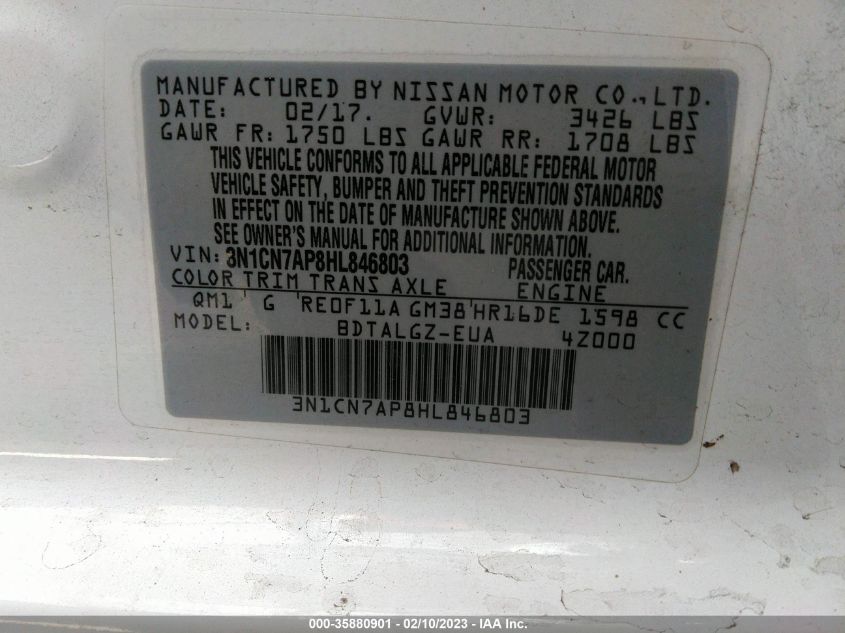 MANUFACTURED BY NISSAN MOTOR CO., LTD.
DATE: 02/17. GVWR: 3426 LBS
GAWR FR: 1750 LBS GAWR RR: 1708 LBS
THIS VEHICLE CONFORMS TO ALL APPLICABLE FEDERAL MOTOR
VEHICLE SAFETY, BUMPER AND THEFT PREVENTION STANDARDS
IN EFFECT ON THE DATE OF MANUFACTURE SHOWN ABOVE.
SEE OWNER'S MANUAL FOR ADDITIONAL INFORMATION.
VIN: 3N1CN7AP8HL846803 PASSENGER CAR.
COLOR TRIM TRANS AXLE ENGINE
QM1 ' G 'RE0F11A GM38'HR16DE 1598 CC
MODEL: BDTALGZ-EUA 4Z000
3N1CN7AP8HL846803
000-35880901 - 02/10/2023 - IAA Inc.